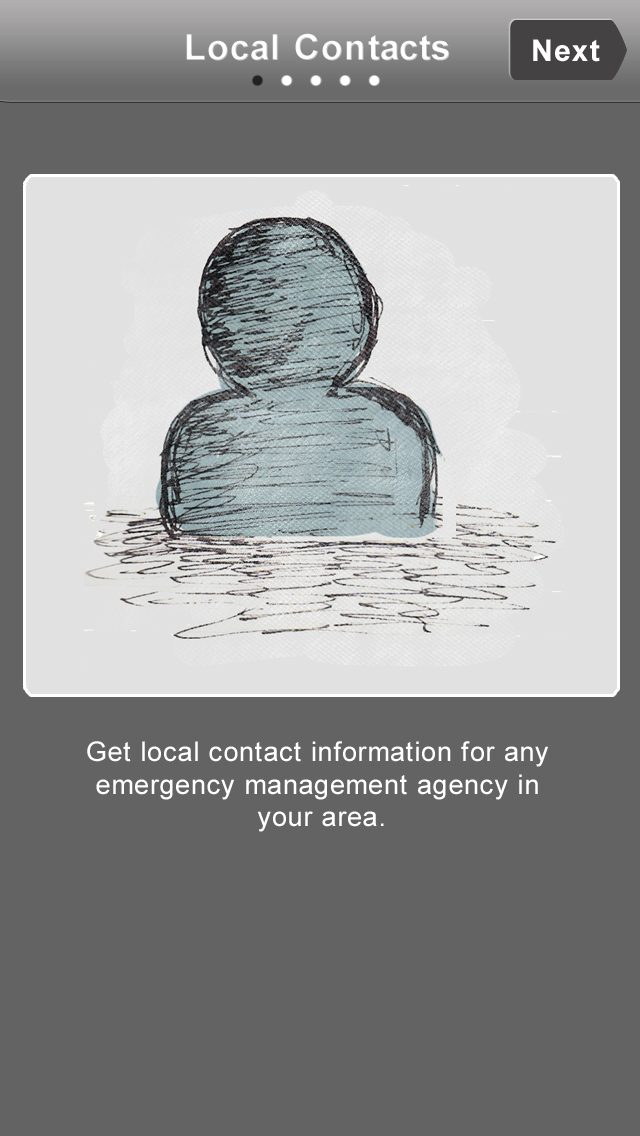 Local Contacts
Next
Get local contact information for any
emergency management agency in
your area.